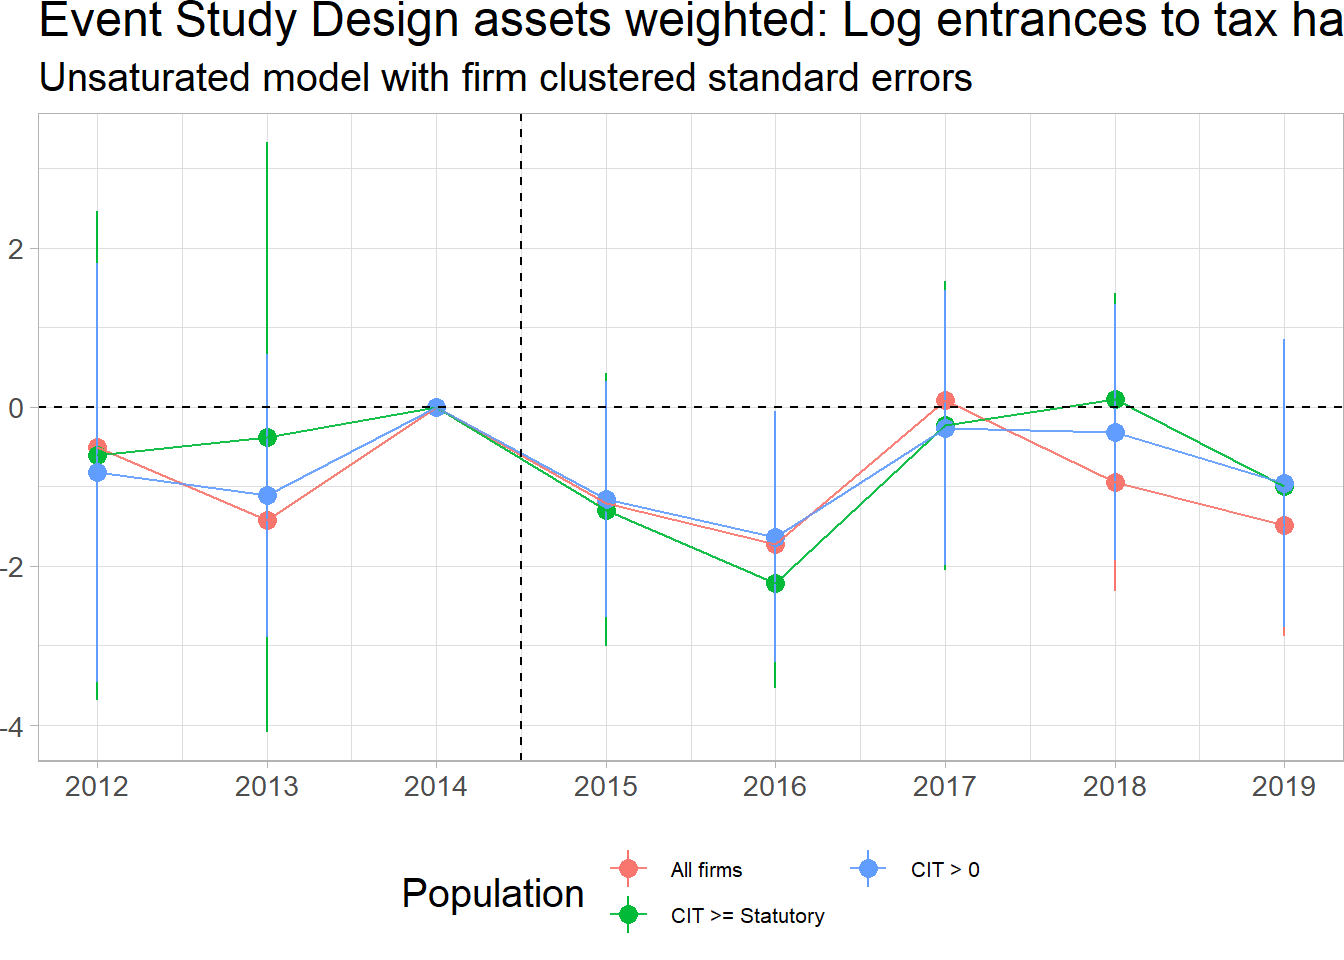 Event Study Design assets weighted: Log entrances to tax ha
Unsaturated model with firm clustered standard errors
2
0
-2
-4
2012 2013 2014 2015 2016 2017 2018 2019
Population
All firms
CIT > 0
CIT >= Statutory